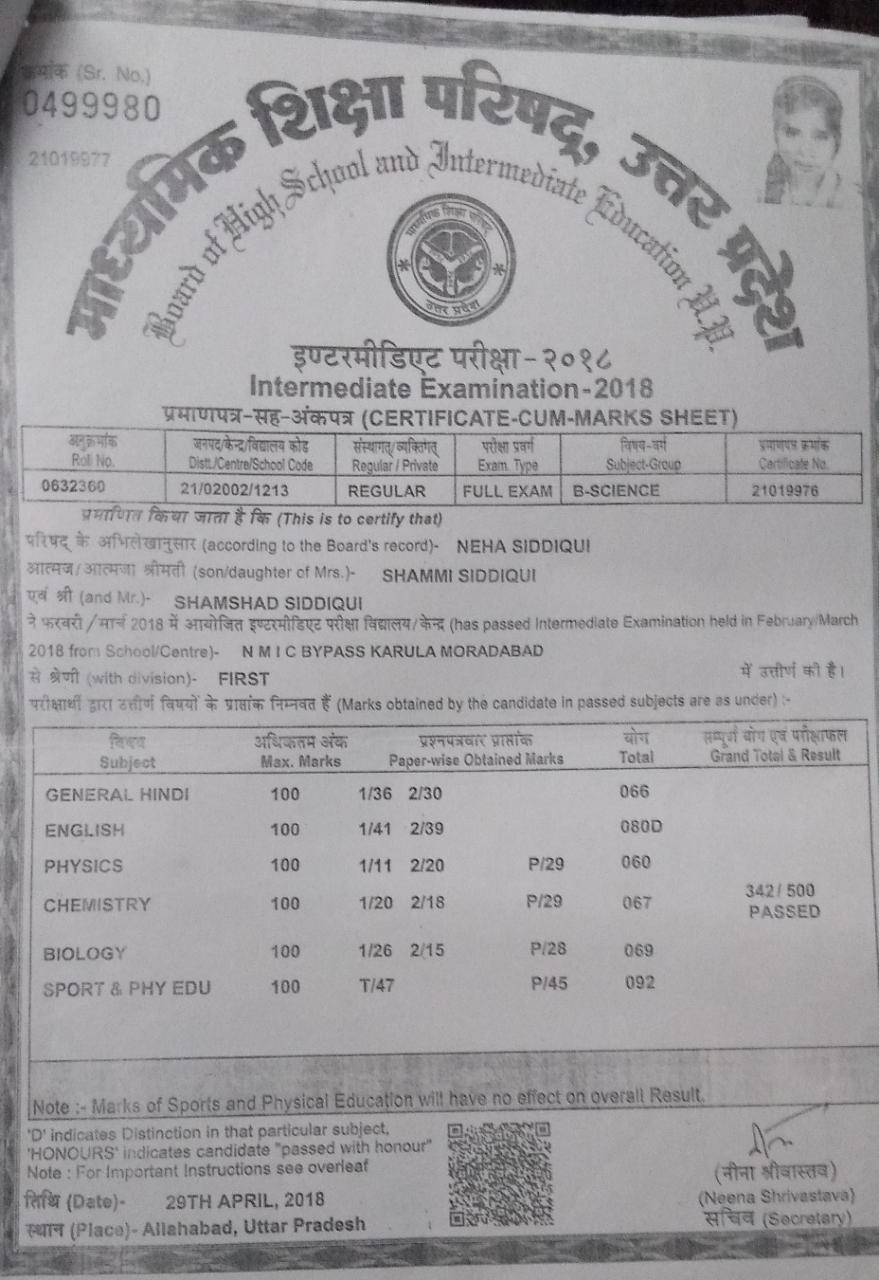 क्रमांक (Sr. No.)
0499980
21019977
माध्यमिक शिक्षा परिषद्, उत्तर प्रदेश
Board of High School and Intermediate Education U.P.
माध्यमिक शिक्षा परिषद्
उत्तर प्रदेश
इण्टरमीडिएट परीक्षा-२०१८
Intermediate Examination-2018
प्रमाणपत्र-सह-अंकपत्र (CERTIFICATE-CUM-MARKS SHEET)
अनुक्रमांक जनपद/केन्द्र/विद्यालय कोड संस्थागत/व्यक्तिगत् परीक्षा प्रवर्ग विषय-वर्ग प्रमाणपत्र क्रमांक
Roll No. Distt./Centre/School Code Regular / Private Exam. Type Subject-Group Certificate No.
0632360 21/02002/1213 REGULAR FULL EXAM B-SCIENCE 21019976
प्रमाणित किया जाता है कि (This is to certify that)
परिषद् के अभिलेखानुसार (according to the Board's record)- NEHA SIDDIQUI
आत्मज/आत्मजा श्रीमती (son/daughter of Mrs.)- SHAMMI SIDDIQUI
एवं श्री (and Mr.)- SHAMSHAD SIDDIQUI
ने फरवरी/मार्च 2018 में आयोजित इण्टरमीडिएट परीक्षा विद्यालय/केन्द्र (has passed Intermediate Examination held in February/March
2018 from School/Centre)- N M I C BYPASS KARULA MORADABAD
से श्रेणी (with division)- FIRST में उत्तीर्ण की है।
परीक्षार्थी द्वारा उत्तीर्ण विषयों के प्राप्तांक निम्नवत हैं (Marks obtained by the candidate in passed subjects are as under) :-
विषय अधिकतम अंक प्रश्नपत्रवार प्राप्तांक योग सम्पूर्ण योग एवं परीक्षाफल
Subject Max. Marks Paper-wise Obtained Marks Total Grand Total & Result
GENERAL HINDI 100 1/36 2/30 066
ENGLISH 100 1/41 2/39 080D
PHYSICS 100 1/11 2/20 P/29 060
CHEMISTRY 100 1/20 2/18 P/29 067
342/ 500
PASSED
BIOLOGY 100 1/26 2/15 P/28 069
SPORT & PHY EDU 100 T/47 P/45 092
Note :- Marks of Sports and Physical Education will have no effect on overall Result.
'D' indicates Distinction in that particular subject,
'HONOURS' indicates candidate "passed with honour"
Note : For Important Instructions see overleaf
तिथि (Date)- 29TH APRIL, 2018
स्थान (Place)- Allahabad, Uttar Pradesh
(नीना श्रीवास्तव)
(Neena Shrivastava)
सचिव (Secretary)